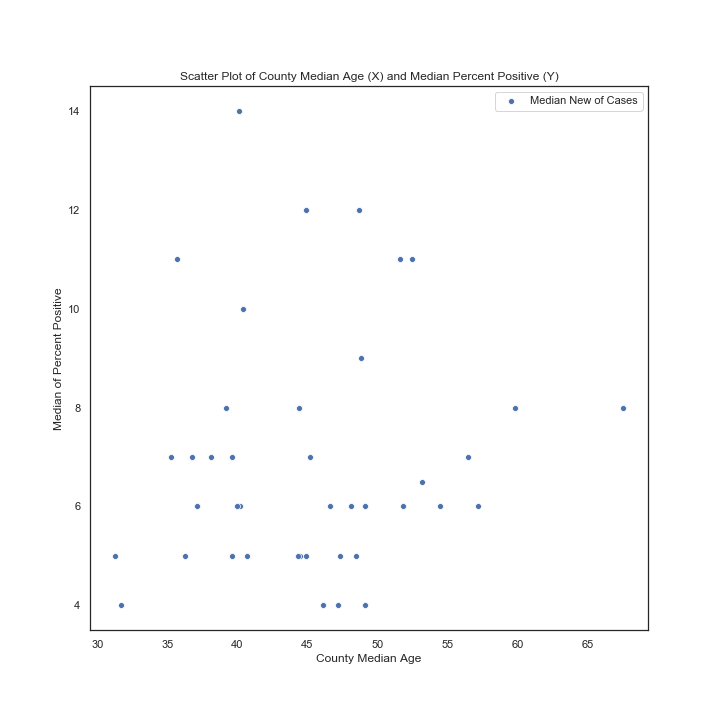 Scatter Plot of County Median Age (X) and Median Percent Positive (Y)
Median New of Cases
14
12
10
8
6
4
Median of Percent Positive
30 35 40 45 50 55 60 65
County Median Age